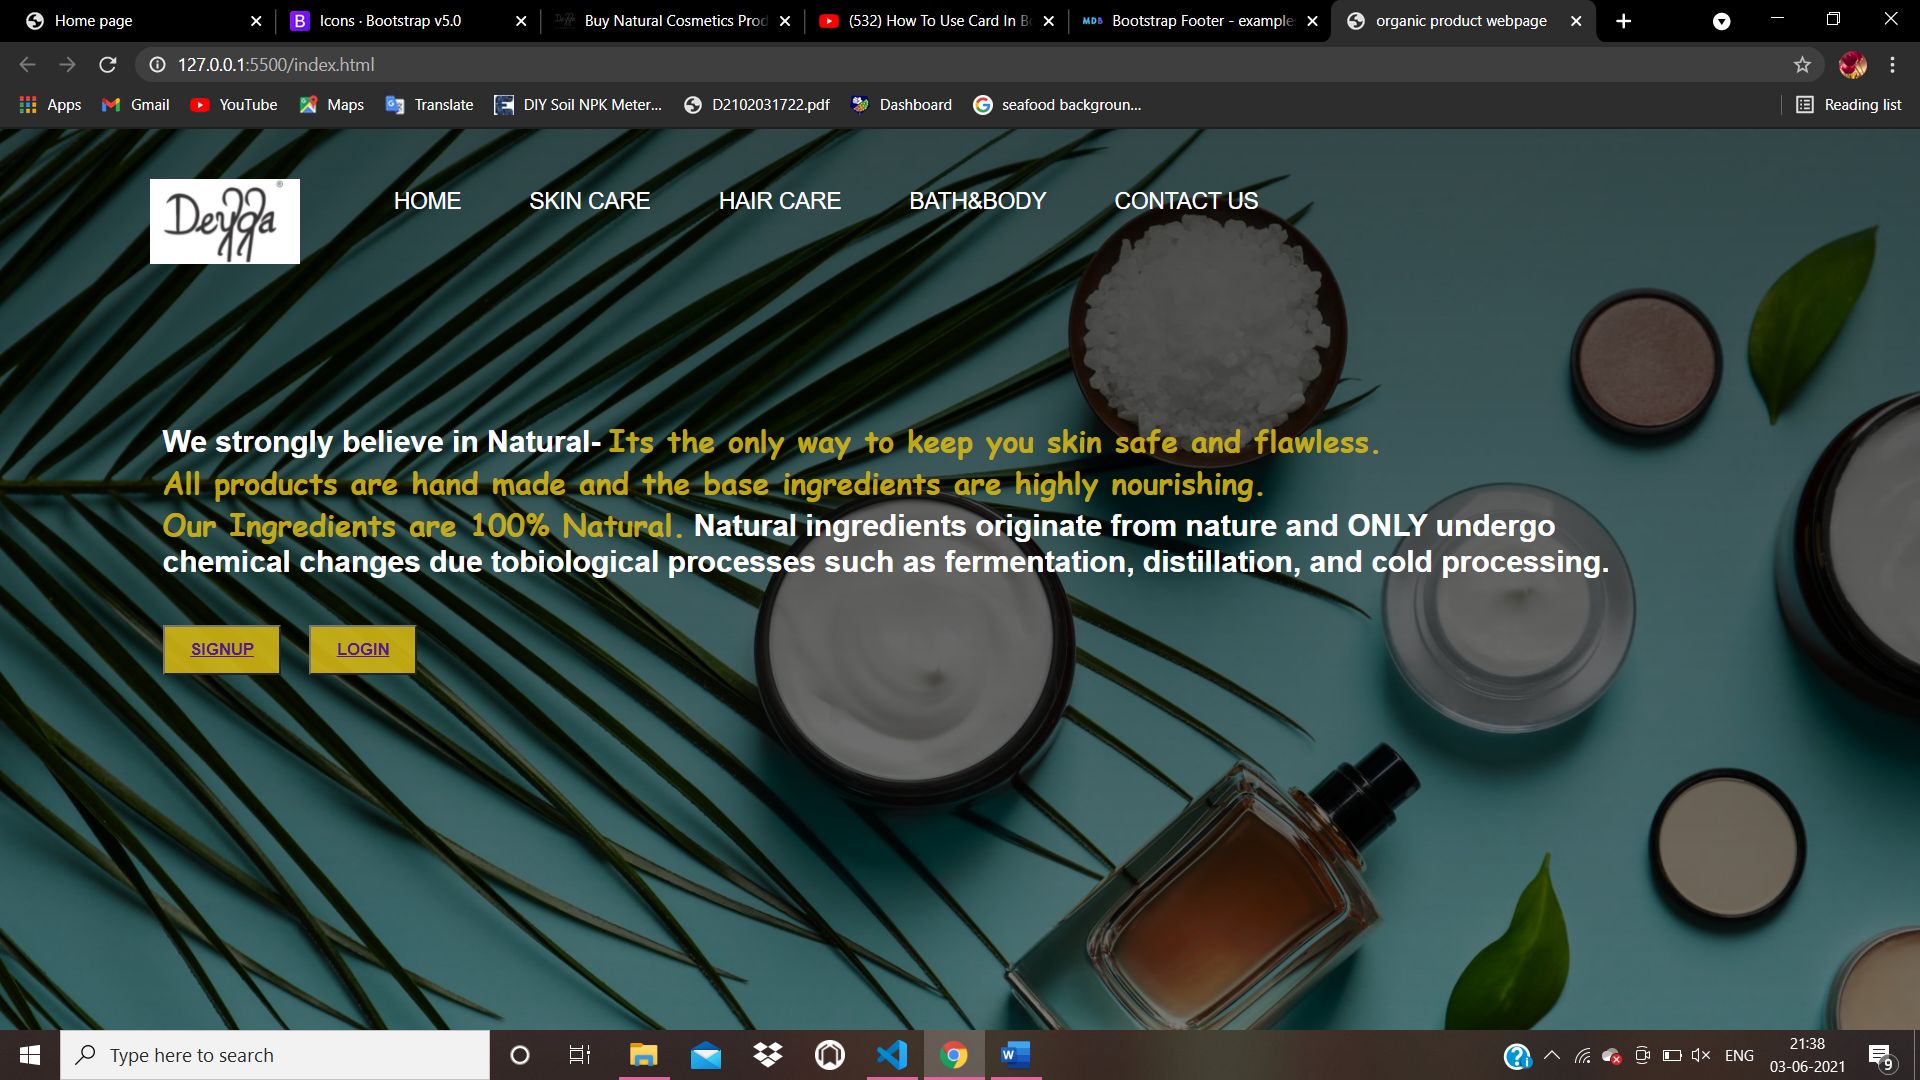 Home page
Icons · Bootstrap v5.0
Buy Natural Cosmetics Prod
(532) How To Use Card In Bo
MDB Bootstrap Footer - example
organic product webpage
127.0.0.1:5500/index.html
Apps Gmail YouTube Maps Translate DIY Soil NPK Meter... D2102031722.pdf Dashboard seafood backgroun... Reading list
Deyga®
HOME SKIN CARE HAIR CARE BATH&BODY CONTACT US
We strongly believe in Natural- Its the only way to keep you skin safe and flawless.
All products are hand made and the base ingredients are highly nourishing.
Our Ingredients are 100% Natural. Natural ingredients originate from nature and ONLY undergo
chemical changes due tobiological processes such as fermentation, distillation, and cold processing.
SIGNUP LOGIN
Type here to search
ENG
21:38
03-06-2021
9